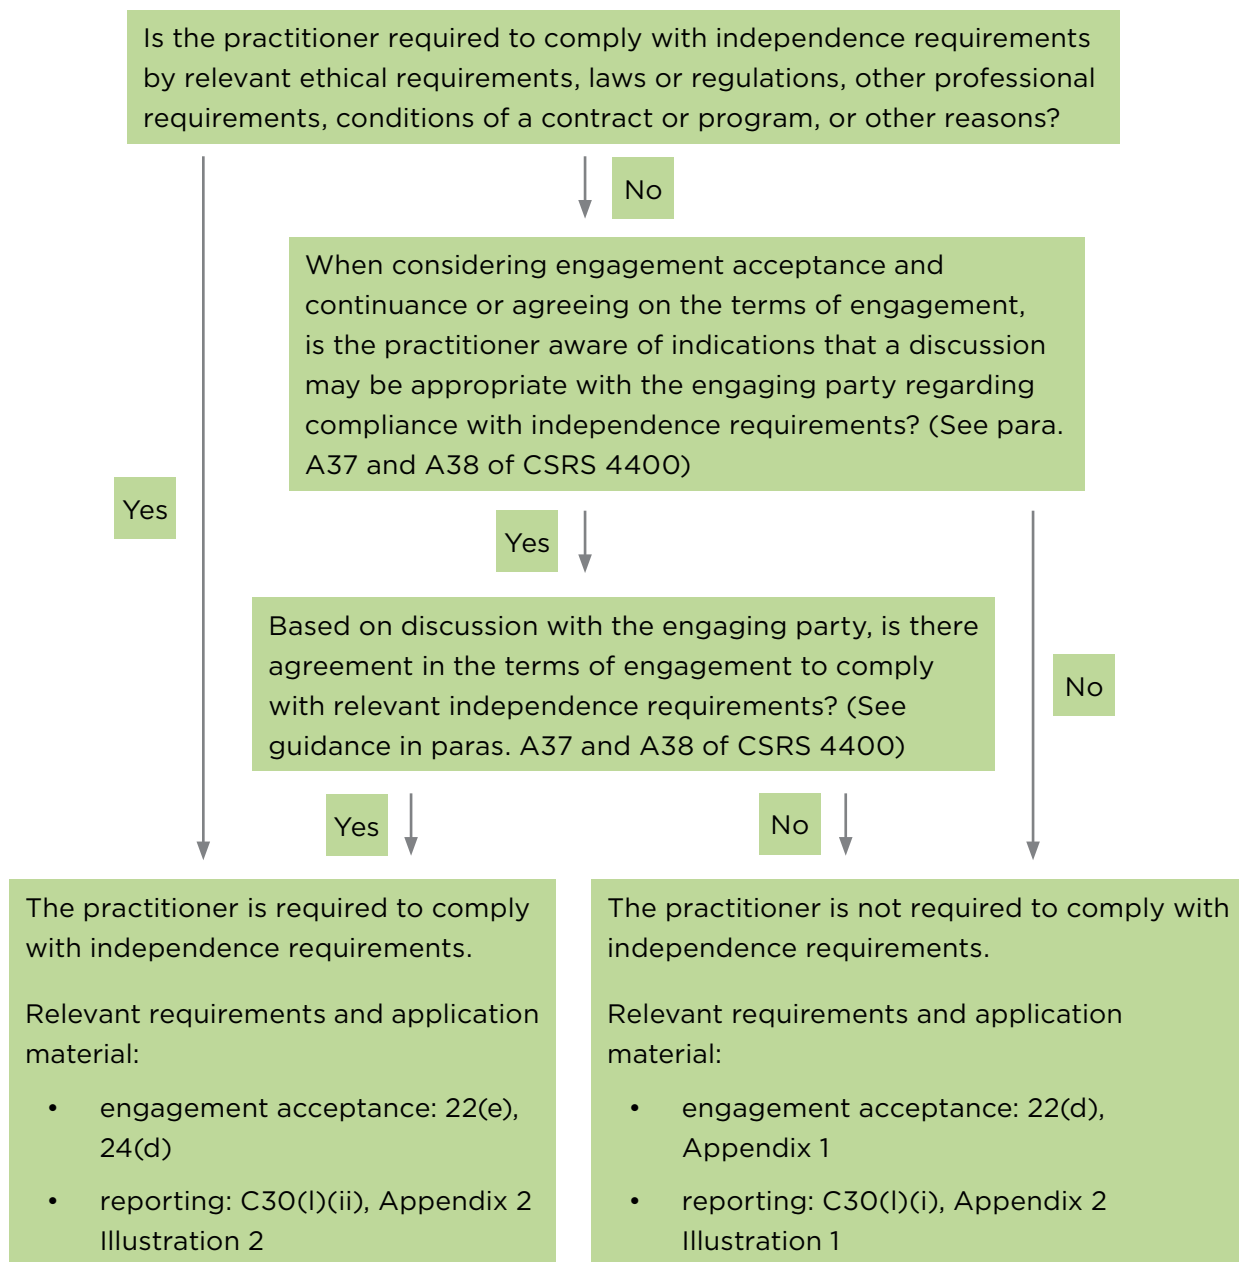 Is the practitioner required to comply with independence requirements
by relevant ethical requirements, laws or regulations, other professional
requirements, conditions of a contract or program, or other reasons?
No
When considering engagement acceptance and
continuance or agreeing on the terms of engagement,
is the practitioner aware of indications that a discussion
may be appropriate with the engaging party regarding
compliance with independence requirements? (See para.
A37 and A38 of CSRS 4400)
Yes
Yes
Based on discussion with the engaging party, is there
agreement in the terms of engagement to comply
with relevant independence requirements? (See
guidance in paras. A37 and A38 of CSRS 4400)
No
Yes
No
The practitioner is required to comply
with independence requirements.
Relevant requirements and application
material:
• engagement acceptance: 22(e),
24(d)
• reporting: C30(l)(ii), Appendix 2
Illustration 2
The practitioner is not required to comply with
independence requirements.
Relevant requirements and application
material:
• engagement acceptance: 22(d),
Appendix 1
• reporting: C30(l)(i), Appendix 2
Illustration 1